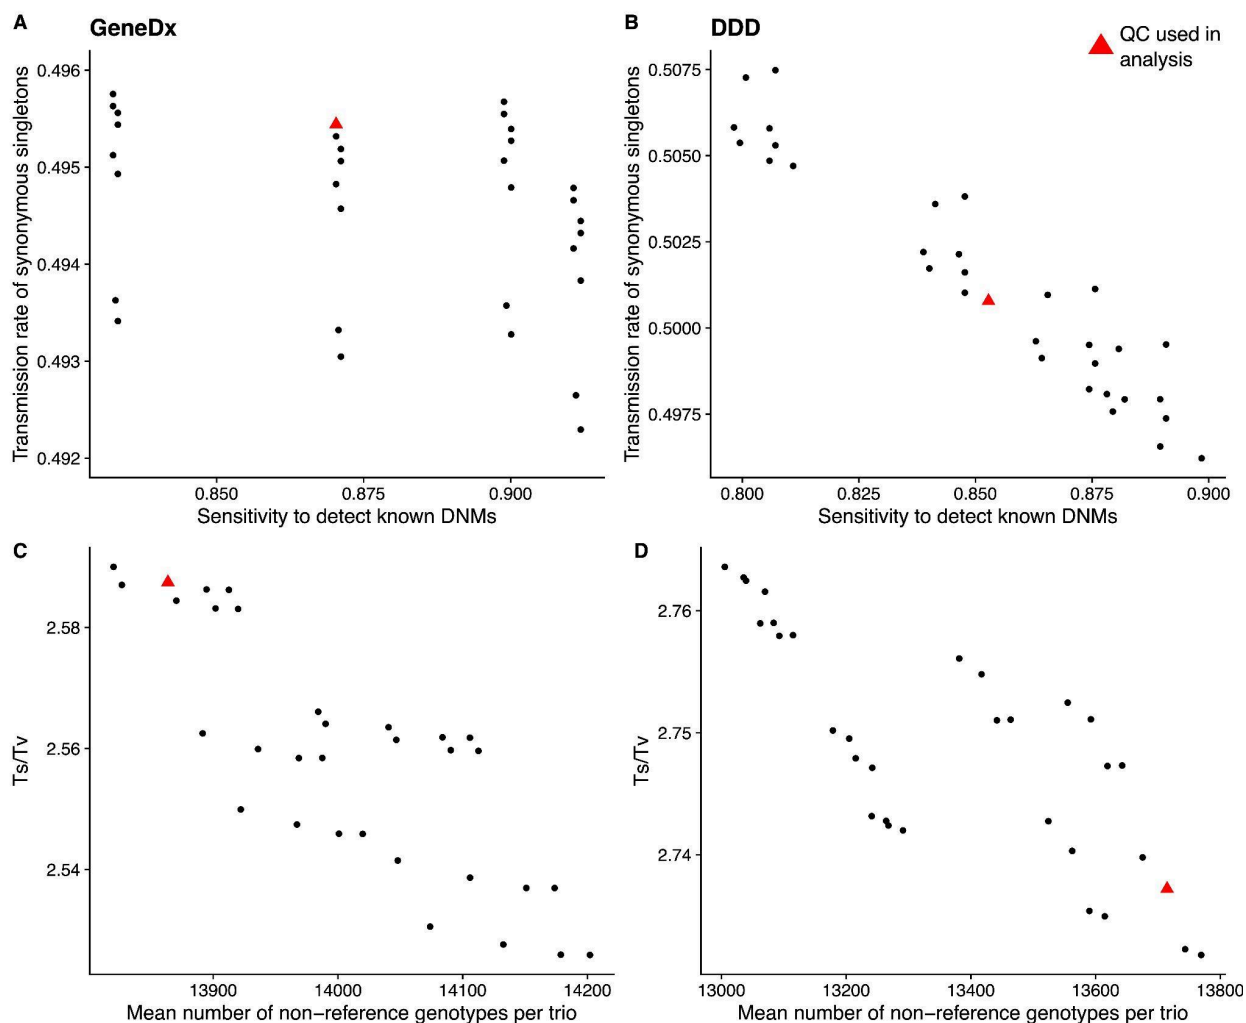 A
GeneDx
B
DDD
QC used in
analysis
Transmission rate of synonymous singletons
0.496
0.495
0.494
0.493
0.492
0.850
0.875
0.900
Sensitivity to detect known DNMs
Transmission rate of synonymous singletons
0.5075
0.5050
0.5025
0.5000
0.4975
0.800
0.825
0.850
0.875
0.900
Sensitivity to detect known DNMs
C
Ts/Tv
2.58
2.56
2.54
13900
14000
14100
14200
Mean number of non−reference genotypes per trio
D
Ts/Tv
2.76
2.75
2.74
13000
13200
13400
13600
13800
Mean number of non−reference genotypes per trio